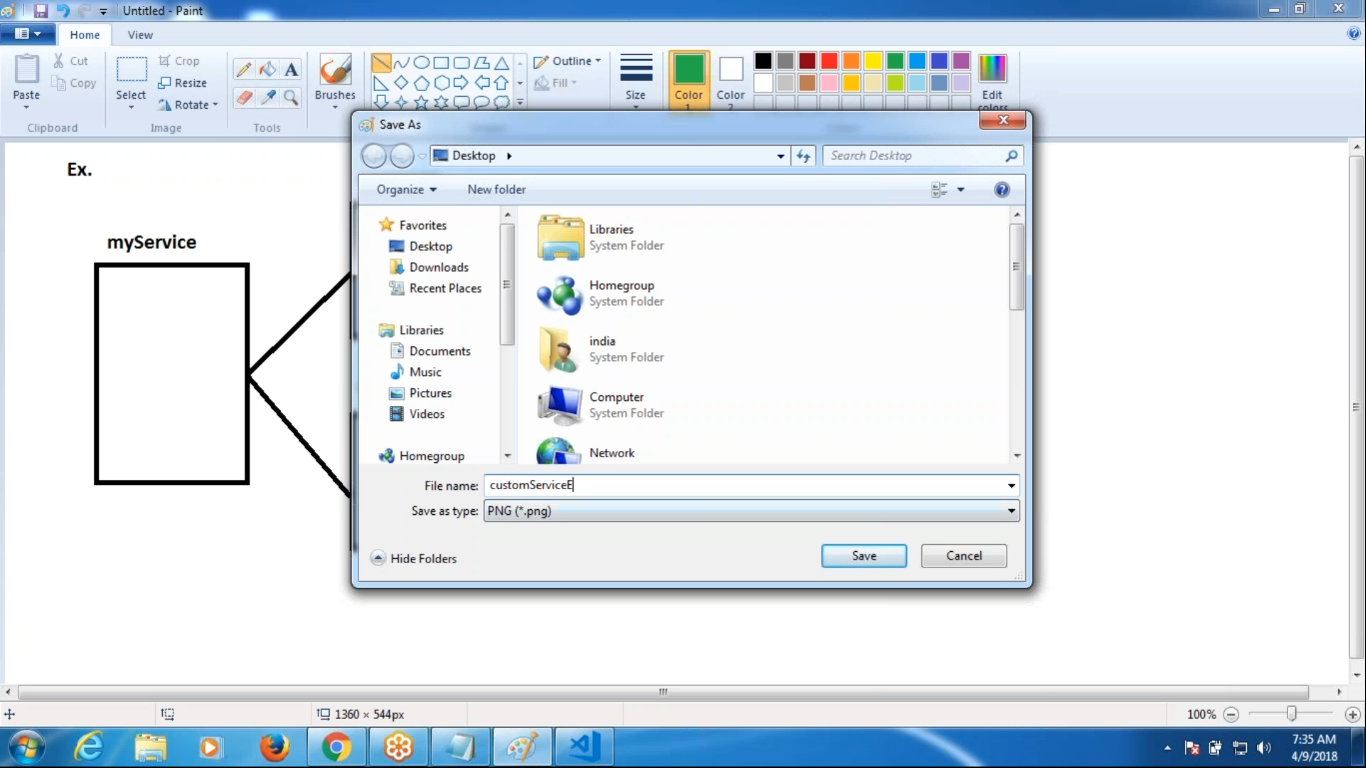 Untitled - Paint
Home
View
Paste
Cut
Copy
Clipboard
Select
Crop
Resize
Rotate
Image
A
Tools
Brushes
Outline
Fill
Size
Color
1
Color
2
Edit
colors
Save As
Desktop
Search Desktop
Organize
New folder
Favorites
Desktop
Downloads
Recent Places
Libraries
Documents
Music
Pictures
Videos
Homegroup
Libraries
System Folder
Homegroup
System Folder
india
System Folder
Computer
System Folder
Network
File name: customServiceE
Save as type: PNG (*.png)
Hide Folders
Save
Cancel
Ex.
myService
1360 × 544px
100%
7:35 AM
4/9/2018